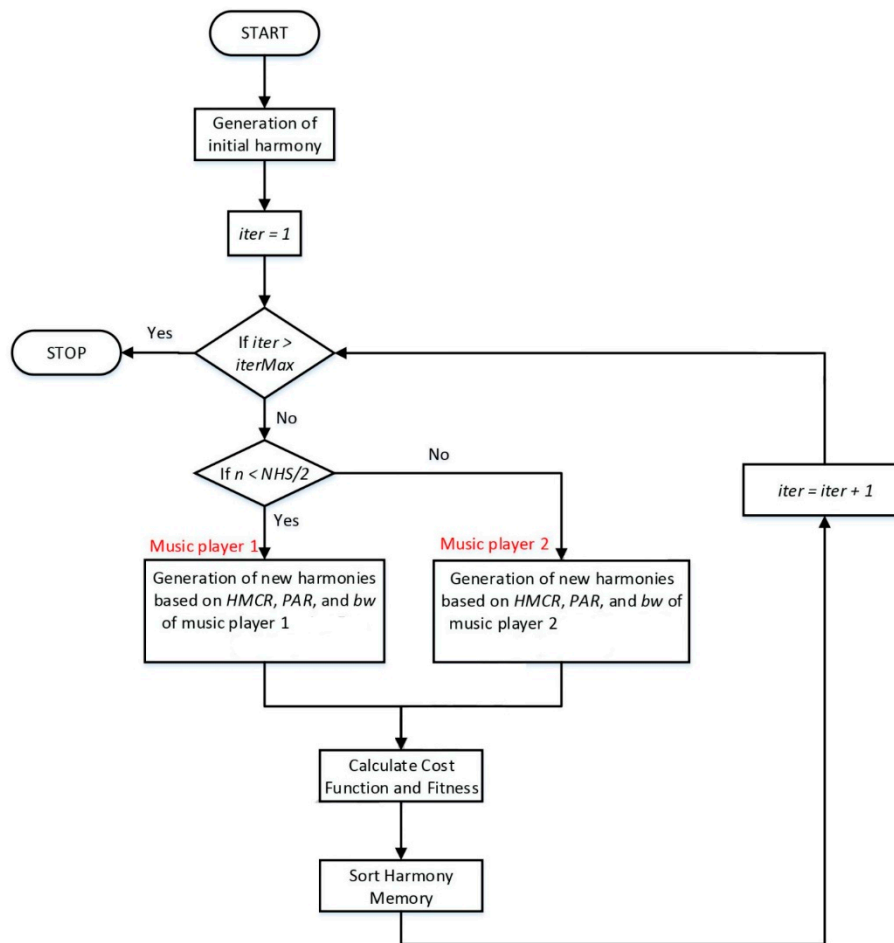 START
Generation of
initial harmony
iter = 1
If iter >
iterMax
Yes
STOP
No
If n < NHS/2
No
Yes
iter = iter + 1
Music player 1
Generation of new harmonies
based on HMCR, PAR, and bw
of music player 1
Music player 2
Generation of new harmonies
based on HMCR, PAR, and bw of
music player 2
Calculate Cost
Function and Fitness
Sort Harmony
Memory